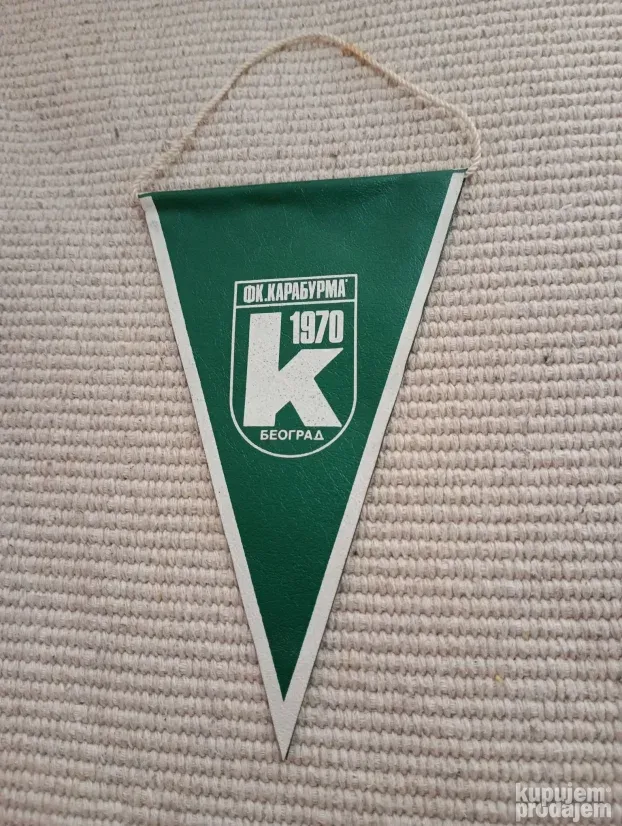 ФК.КАРАБУРМА"
1970
K
БЕОГРАД
kupujem
prodajem